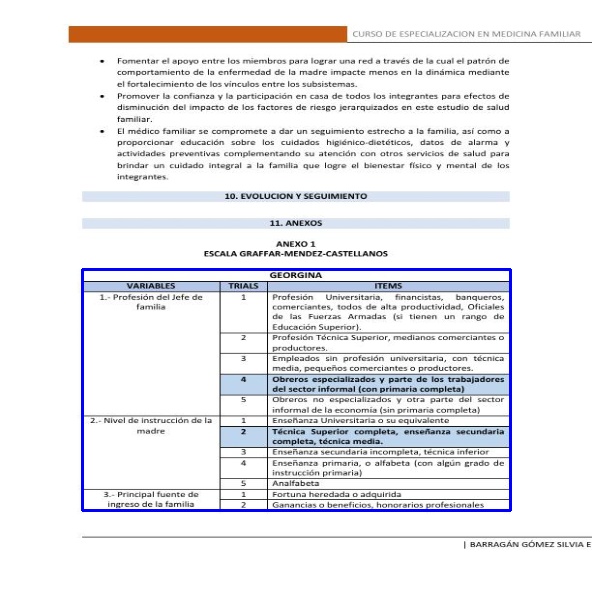 CURSO DE ESPECIALIZACION EN MEDICINA FAMILIAR
• Fomentar el apoyo entre los miembros para lograr una red a través de la cual el patrón de
comportamiento de la enfermedad de la madre impacte menos en la dinámica mediante
el fortalecimiento de los vínculos entre los subsistemas.
• Promover la confianza y la participación en casa de todos los integrantes para efectos de
disminución del impacto de los factores de riesgo jerarquizados en este estudio de salud
familiar.
• El médico familiar se compromete a dar un seguimiento estrecho a la familia, así como a
proporcionar educación sobre los cuidados higiénico-dietéticos, datos de alarma y
actividades preventivas complementando su atención con otros servicios de salud para
brindar un cuidado integral a la familia que logre el bienestar físico y mental de los
integrantes.
10. EVOLUCION Y SEGUIMIENTO
11. ANEXOS
ANEXO 1
ESCALA GRAFFAR-MENDEZ-CASTELLANOS
GEORGINA
VARIABLES TRIALS ITEMS
1.- Profesión del Jefe de familia 1 Profesión Universitaria, financistas, banqueros,
comerciantes, todos de alta productividad, Oficiales
de las Fuerzas Armadas (si tienen un rango de
Educación Superior).
2 Profesión Técnica Superior, medianos comerciantes o
productores.
3 Empleados sin profesión universitaria, con técnica
media, pequeños comerciantes o productores.
4 Obreros especializados y parte de los trabajadores
del sector informal (con primaria completa)
5 Obreros no especializados y otra parte del sector
informal de la economía (sin primaria completa)
2.- Nivel de instrucción de la madre 1 Enseñanza Universitaria o su equivalente
2 Técnica Superior completa, enseñanza secundaria
completa, técnica media.
3 Enseñanza secundaria incompleta, técnica inferior
4 Enseñanza primaria, o alfabeta (con algún grado de
instrucción primaria)
5 Analfabeta
3.- Principal fuente de ingreso de la familia 1 Fortuna heredada o adquirida
2 Ganancias o beneficios, honorarios profesionales
| BARRAGÁN GÓMEZ SILVIA E